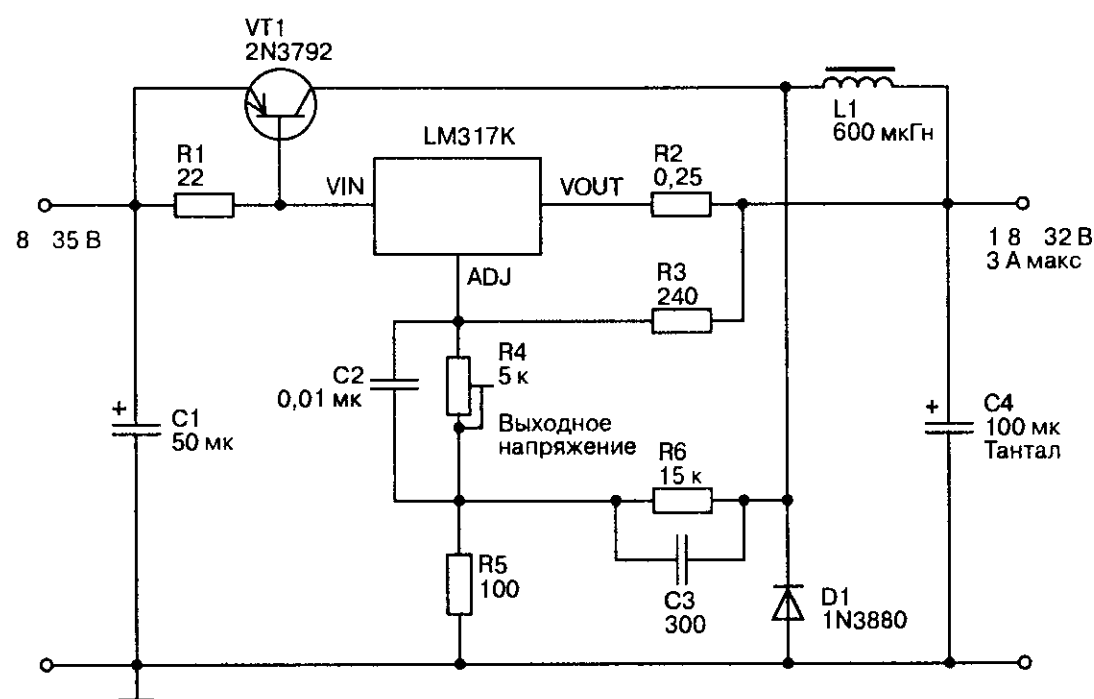 VT1
2N3792
L1
600 мкГн
LM317K
R1
22
VIN
VOUT
R2
0,25
8 35 В
1 8 32 В
3 А макс
ADJ
R3
240
R4
5 к
C2
0,01 мк
Выходное
напряжение
+
C1
50 мк
+
C4
100 мк
Тантал
R6
15 к
R5
100
C3
300
D1
1N3880